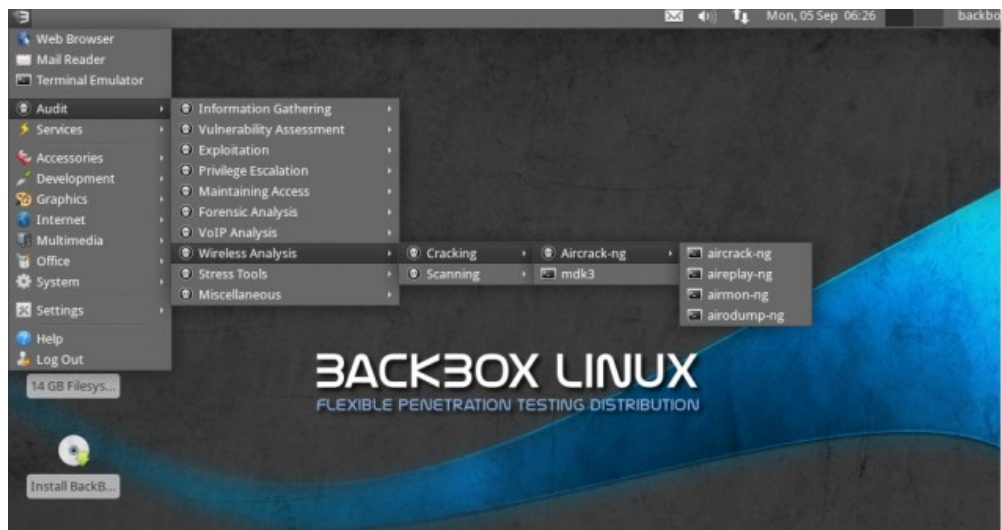 Mon, 05 Sep 06:26
Web Browser
Mail Reader
Terminal Emulator
Audit
Services
Accessories
Development
Graphics
Internet
Multimedia
Office
System
Settings
Help
Log Out
Information Gathering
Vulnerability Assessment
Exploitation
Privilege Escalation
Maintaining Access
Forensic Analysis
VoIP Analysis
Wireless Analysis
Stress Tools
Miscellaneous
Cracking
Scanning
Aircrack-ng
mdk3
aircrack-ng
aireplay-ng
airmon-ng
airodump-ng
BACKBOX LINUX
FLEXIBLE PENETRATION TESTING DISTRIBUTION
14 GB Filesys...
Install BackB...